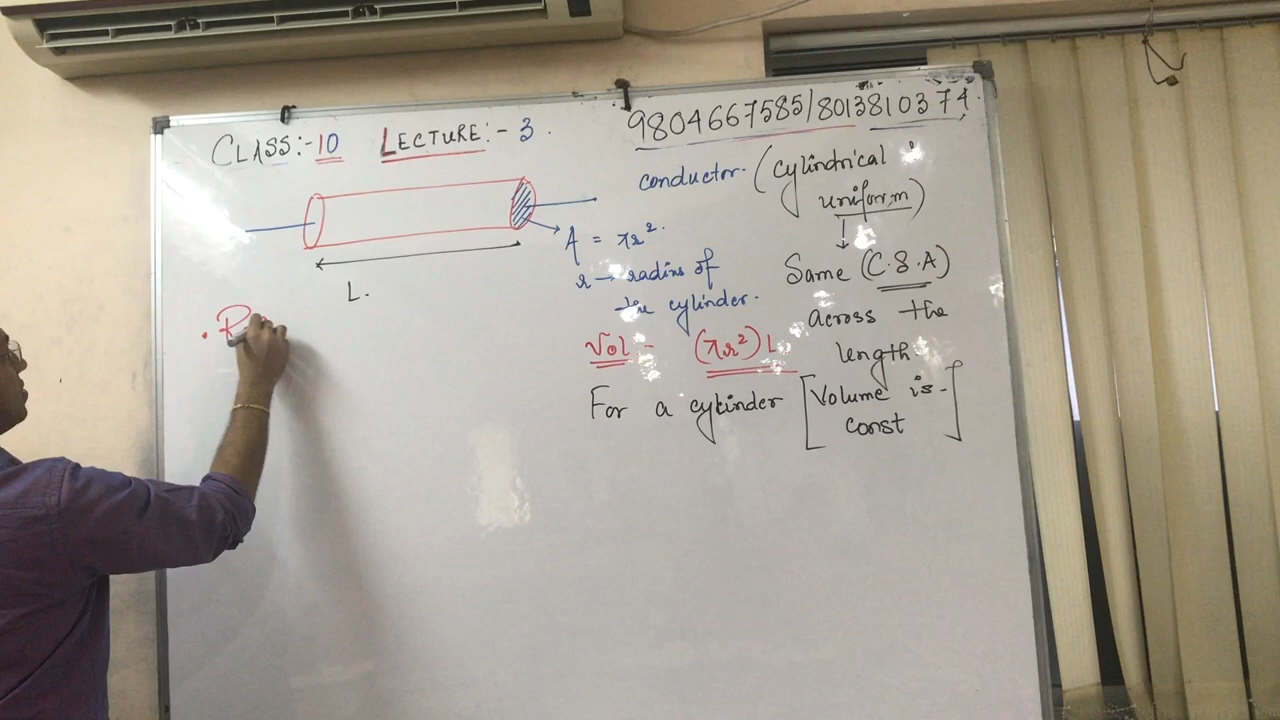 CLASS:-10 LECTURE:-3.
9804667585/8013810374.
conductor. (cylindrical
uniform)
A = πr².
r → radius of
the cylinder.
L.
Same (C.S.A)
across the
length.
Vol - (πr²)L.
For a cylinder [Volume is-
const]
. R